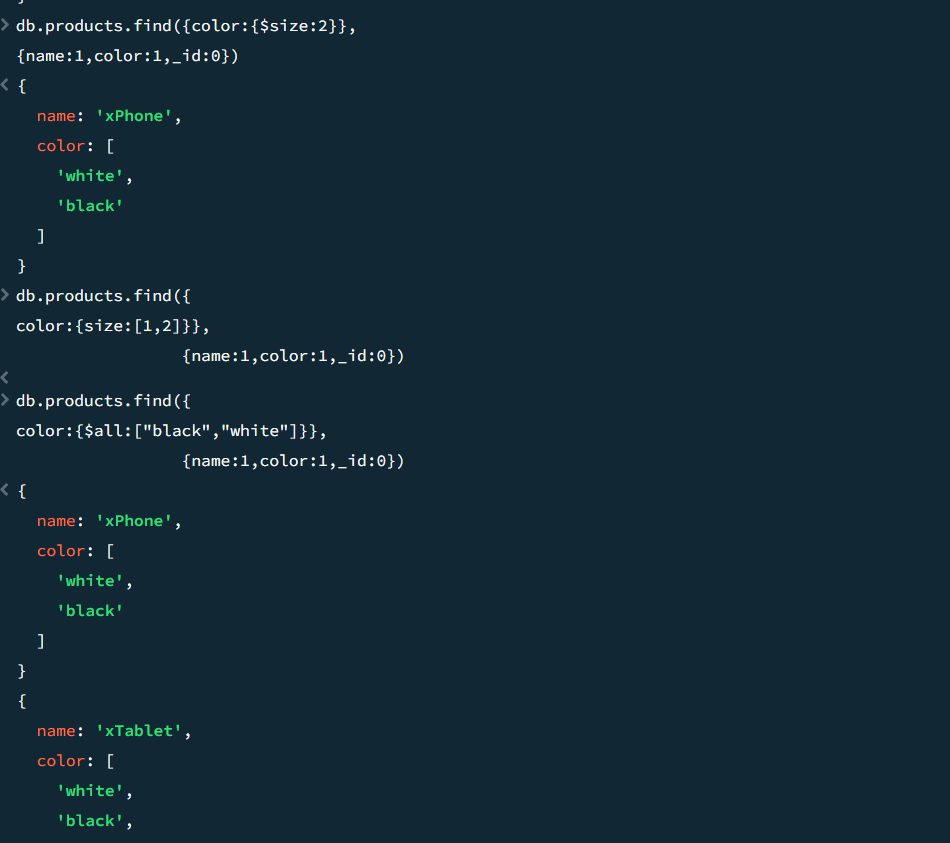 > db.products.find({color:{$size:2}},
{name:1,color:1,_id:0})
< {
name: 'xPhone',
color: [
'white',
'black'
]
}
> db.products.find({
color:{size:[1,2]}},
{name:1,color:1,_id:0})
<
> db.products.find({
color:{$all:["black","white"]}},
{name:1,color:1,_id:0})
< {
name: 'xPhone',
color: [
'white',
'black'
]
}
{
name: 'xTablet',
color: [
'white',
'black',